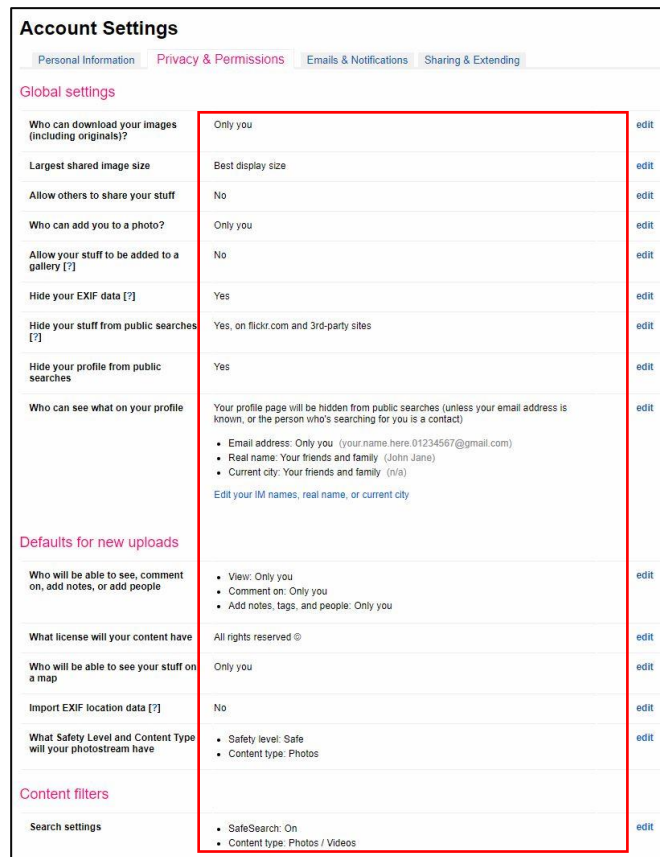 Account Settings
Personal Information Privacy & Permissions Emails & Notifications Sharing & Extending
Global settings
Who can download your images (including originals)? Only you edit
Largest shared image size Best display size edit
Allow others to share your stuff No edit
Who can add you to a photo? Only you edit
Allow your stuff to be added to a gallery [?] No edit
Hide your EXIF data [?] Yes edit
Hide your stuff from public searches [?] Yes, on flickr.com and 3rd-party sites edit
Hide your profile from public searches Yes edit
Who can see what on your profile Your profile page will be hidden from public searches (unless your email address is known, or the person who's searching for you is a contact) edit
• Email address: Only you (your.name.here.01234567@gmail.com)
• Real name: Your friends and family (John Jane)
• Current city: Your friends and family (n/a)
Edit your IM names, real name, or current city
Defaults for new uploads
Who will be able to see, comment on, add notes, or add people edit
• View: Only you
• Comment on: Only you
• Add notes, tags, and people: Only you
What license will your content have All rights reserved © edit
Who will be able to see your stuff on a map Only you edit
Import EXIF location data [?] No edit
What Safety Level and Content Type will your photostream have edit
• Safety level: Safe
• Content type: Photos
Content filters
Search settings edit
• SafeSearch: On
• Content type: Photos / Videos